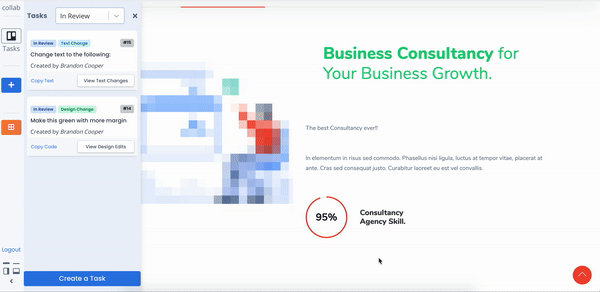 collab
Tasks
In Review
Tasks
In Review Text Change #15
Change text to the following:
Created by Brandon Cooper
Copy Text View Text Changes
In Review Design Change #14
Make this green with more margin
Created by Brandon Cooper
Copy Code View Design Edits
Logout
Create a Task
Business Consultancy for
Your Business Growth.
The best Consultancy ever!!
In elementum in risus sed commodo. Phasellus nisi ligula, luctus at tempor vitae, placerat at
ante. Cras sed consequat justo. Curabitur laoreet eu est vel convallis.
95%
Consultancy
Agency Skill.